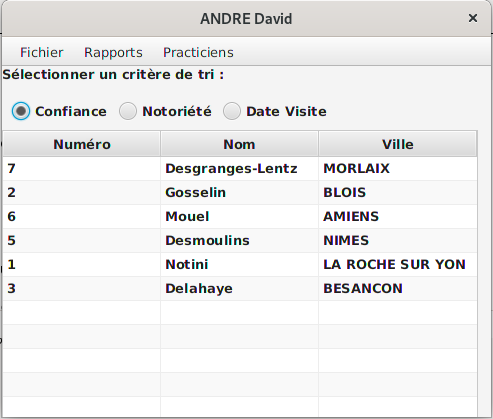 ANDRE David ×
Fichier Rapports Practiciens
Sélectionner un critère de tri :
Confiance Notoriété Date Visite
Numéro Nom Ville
7 Desgranges-Lentz MORLAIX
2 Gosselin BLOIS
6 Mouel AMIENS
5 Desmoulins NIMES
1 Notini LA ROCHE SUR YON
3 Delahaye BESANCON